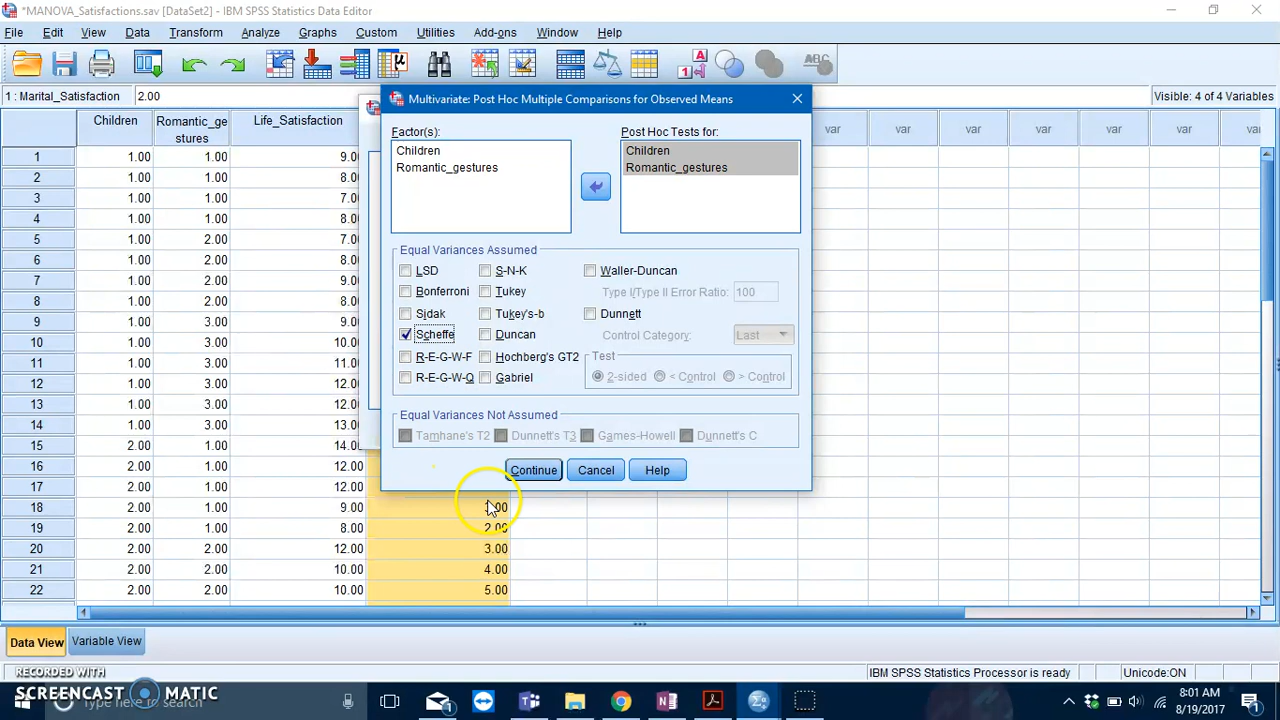 *MANOVA_Satisfactions.sav [DataSet2] - IBM SPSS Statistics Data Editor
File Edit View Data Transform Analyze Graphs Custom Utilities Add-ons Window Help
1 : Marital_Satisfaction 2.00 Visible: 4 of 4 Variables
Children Romantic_gestures Life_Satisfaction var var var var var var
Multivariate: Post Hoc Multiple Comparisons for Observed Means
Factor(s): Post Hoc Tests for:
Children Children
Romantic_gestures Romantic_gestures
Equal Variances Assumed
LSD S-N-K Waller-Duncan
Bonferroni Tukey Type I/Type II Error Ratio: 100
Sidak Tukey's-b Dunnett
Scheffe Duncan Control Category: Last
R-E-G-W-F Hochberg's GT2 Test
R-E-G-W-Q Gabriel 2-sided < Control > Control
Equal Variances Not Assumed
Tamhane's T2 Dunnett's T3 Games-Howell Dunnett's C
Continue Cancel Help
1 1.00 1.00 9.00
2 1.00 1.00 8.00
3 1.00 1.00 7.00
4 1.00 1.00 8.00
5 1.00 2.00 7.00
6 1.00 2.00 8.00
7 1.00 2.00 9.00
8 1.00 2.00 8.00
9 1.00 3.00 9.00
10 1.00 3.00 10.00
11 1.00 3.00 11.00
12 1.00 3.00 12.00
13 1.00 3.00 12.00
14 1.00 3.00 13.00
15 2.00 1.00 14.00
16 2.00 1.00 12.00
17 2.00 1.00 12.00
18 2.00 1.00 9.00
19 2.00 1.00 8.00 2.00
20 2.00 2.00 12.00 3.00
21 2.00 2.00 10.00 4.00
22 2.00 2.00 10.00 5.00
Data View Variable View
IBM SPSS Statistics Processor is ready Unicode:ON
RECORDED WITH
SCREENCAST MATIC
Type here to search
8:01 AM
8/19/2017